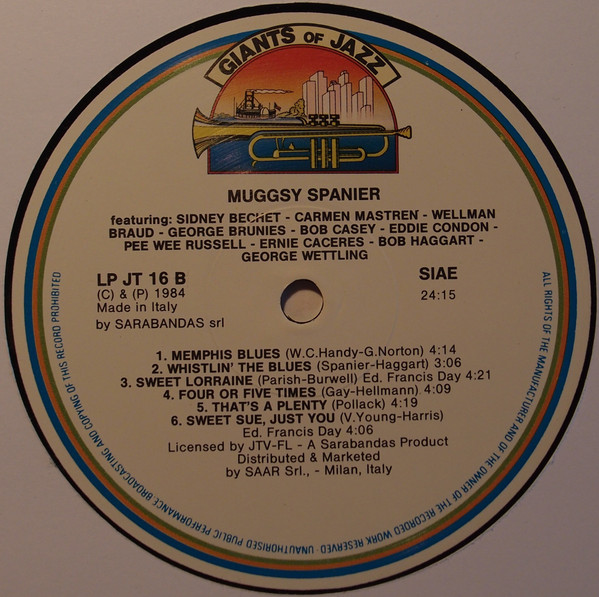 GIANTS OF JAZZ
MUGGSY SPANIER
featuring: SIDNEY BECHET - CARMEN MASTREN - WELLMAN
BRAUD - GEORGE BRUNIES - BOB CASEY - EDDIE CONDON -
PEE WEE RUSSELL - ERNIE CACERES - BOB HAGGART -
GEORGE WETTLING
LP JT 16 B
(C) & (P) 1984
Made in Italy
by SARABANDAS srl
SIAE
24:15
1. MEMPHIS BLUES (W.C.Handy-G.Norton) 4:14
2. WHISTLIN' THE BLUES (Spanier-Haggart) 3:06
3. SWEET LORRAINE (Parish-Burwell) Ed. Francis Day 4:21
4. FOUR OR FIVE TIMES (Gay-Hellmann) 4:09
5. THAT'S A PLENTY (Pollack) 4:19
6. SWEET SUE, JUST YOU (V.Young-Harris)
Ed. Francis Day 4:06
Licensed by JTV-FL - A Sarabandas Product
Distributed & Marketed
by SAAR Srl., - Milan, Italy
ALL RIGHTS OF THE MANUFACTURER AND OF THE OWNER OF THE RECORDED WORK RESERVED · UNAUTHORISED PUBLIC PERFORMANCE BROADCASTING AND COPYING OF THIS RECORD PROHIBITED